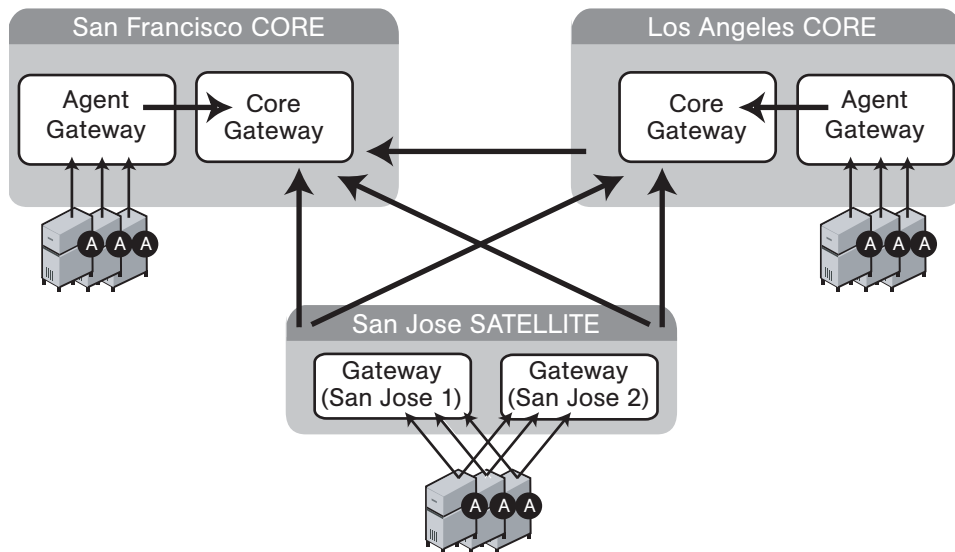 San Francisco CORE
Agent
Gateway
Core
Gateway
A A A
Los Angeles CORE
Core
Gateway
Agent
Gateway
A A A
San Jose SATELLITE
Gateway
(San Jose 1)
Gateway
(San Jose 2)
A A A